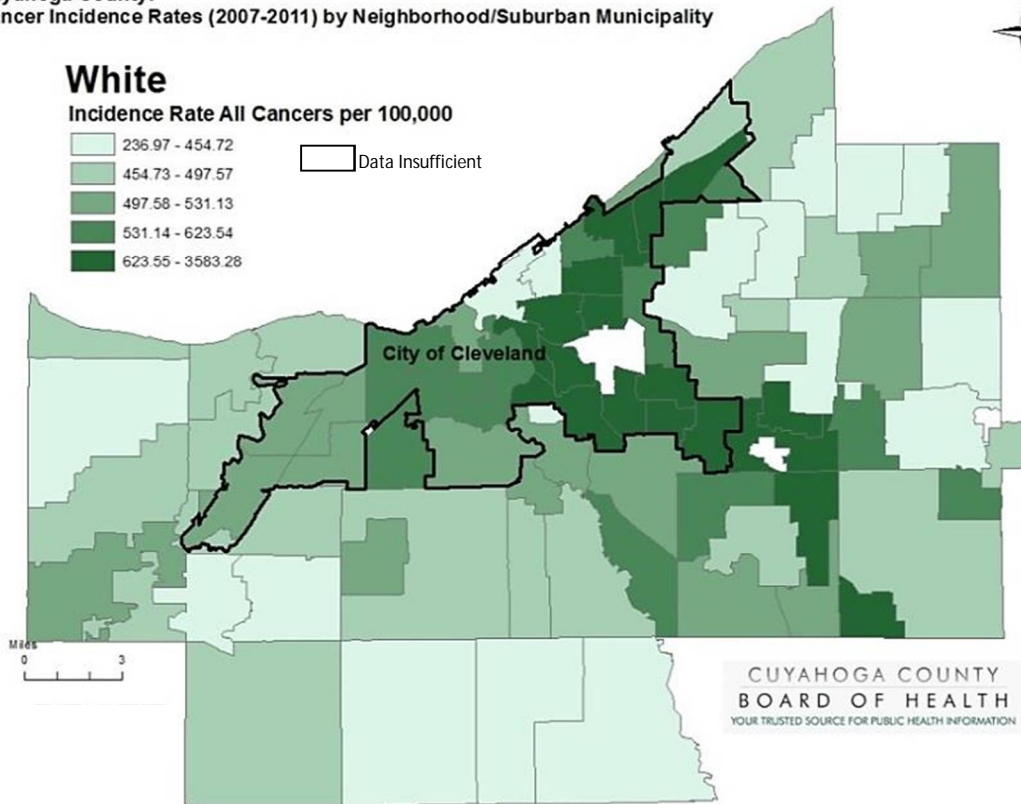 ncer Incidence Rates (2007-2011) by Neighborhood/Suburban Municipality
White
Incidence Rate All Cancers per 100,000
236.97 - 454.72
454.73 - 497.57
497.58 - 531.13
531.14 - 623.54
623.55 - 3583.28
Data Insufficient
City of Cleveland
Miles
0 3
CUYAHOGA COUNTY
BOARD OF HEALTH
YOUR TRUSTED SOURCE FOR PUBLIC HEALTH INFORMATION